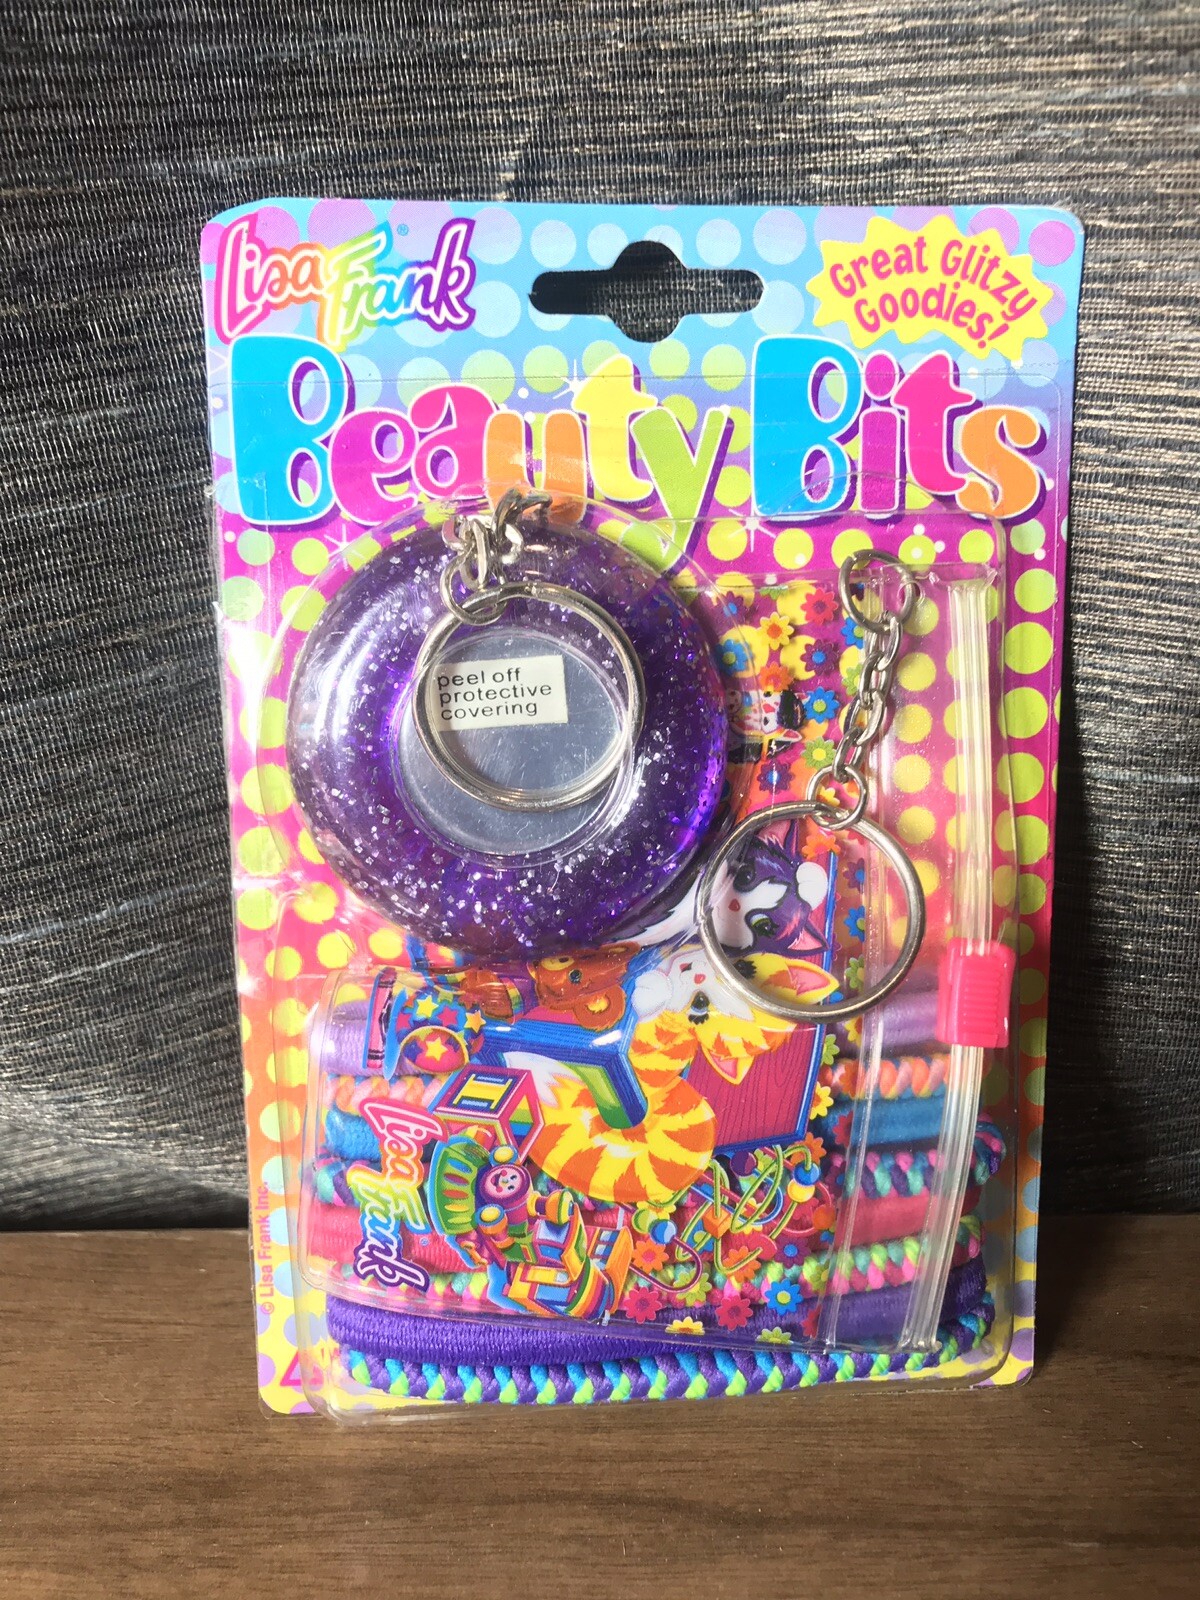 Lisa Frank®
Great Glitzy
Goodies!
Beauty Bits
peel off
protective
covering
Lisa Frank
© Lisa Frank Inc.